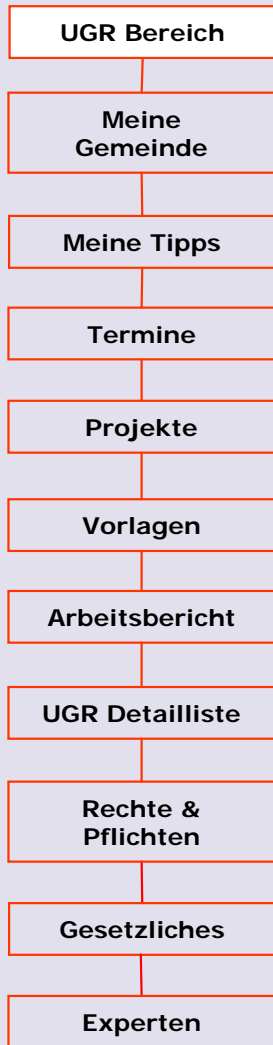 UGR Bereich
Meine
Gemeinde
Meine Tipps
Termine
Projekte
Vorlagen
Arbeitsbericht
UGR Detailliste
Rechte &
Pflichten
Gesetzliches
Experten